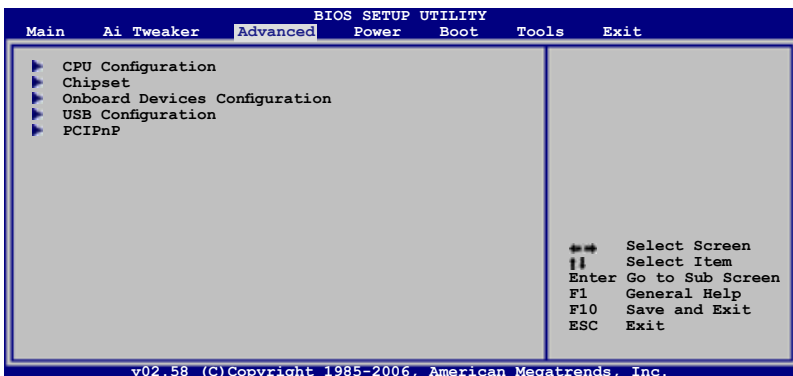 BIOS SETUP UTILITY
Main Ai Tweaker Advanced Power Boot Tools Exit
CPU Configuration
Chipset
Onboard Devices Configuration
USB Configuration
PCIPnP
Select Screen
Select Item
Enter Go to Sub Screen
F1 General Help
F10 Save and Exit
ESC Exit
v02.58 (C)Copyright 1985-2006, American Megatrends, Inc.